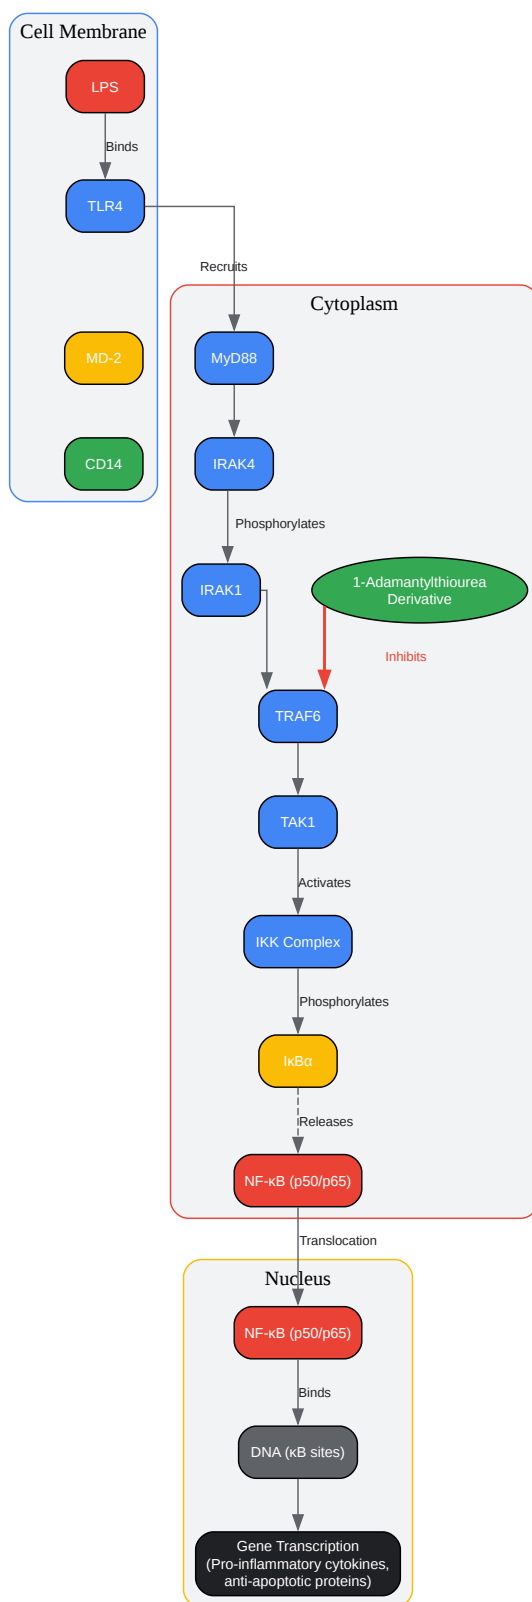 Cell Membrane
LPS
Binds
TLR4
Recruits
MD-2
CD14
Cytoplasm
MyD88
IRAK4
Phosphorylates
IRAK1
1-Adamantylthiourea
Derivative
Inhibits
TRAF6
TAK1
Activates
IKK Complex
Phosphorylates
IκBα
Releases
NF-κB (p50/p65)
Translocation
Nucleus
NF-κB (p50/p65)
Binds
DNA (κB sites)
Gene Transcription
(Pro-inflammatory cytokines,
anti-apoptotic proteins)